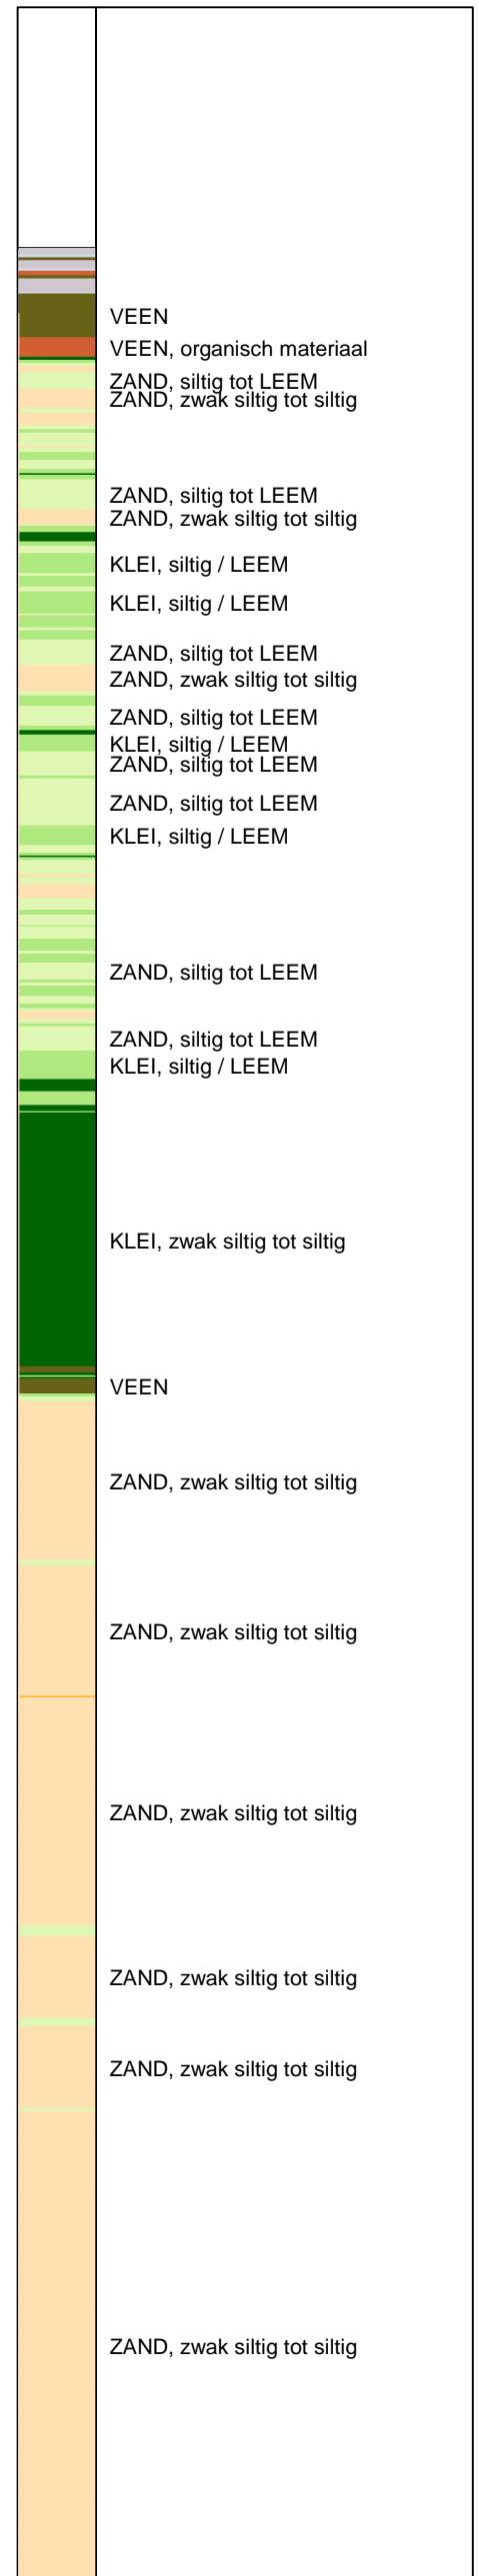 VEEN
VEEN, organisch materiaal
ZAND, siltig tot LEEM
ZAND, zwak siltig tot siltig
ZAND, siltig tot LEEM
ZAND, zwak siltig tot siltig
KLEI, siltig / LEEM
KLEI, siltig / LEEM
ZAND, siltig tot LEEM
ZAND, zwak siltig tot siltig
ZAND, siltig tot LEEM
KLEI, siltig / LEEM
ZAND, siltig tot LEEM
ZAND, siltig tot LEEM
KLEI, siltig / LEEM
ZAND, siltig tot LEEM
ZAND, siltig tot LEEM
KLEI, siltig / LEEM
KLEI, zwak siltig tot siltig
VEEN
ZAND, zwak siltig tot siltig
ZAND, zwak siltig tot siltig
ZAND, zwak siltig tot siltig
ZAND, zwak siltig tot siltig
ZAND, zwak siltig tot siltig
ZAND, zwak siltig tot siltig